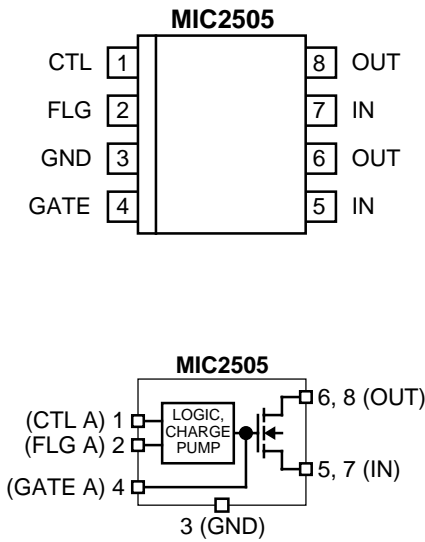 MIC2505
CTL 1 8 OUT
FLG 2 7 IN
GND 3 6 OUT
GATE 4 5 IN
MIC2505
6, 8 (OUT)
(CTL A) 1
LOGIC,
CHARGE
PUMP
(FLG A) 2
5, 7 (IN)
(GATE A) 4
3 (GND)